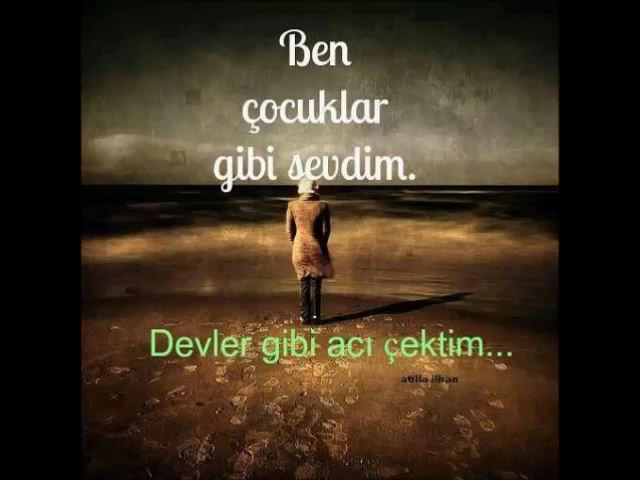 Ben
çocuklar
gibi sevdim.
Devler gibi acı çektim...
atilla ilhan